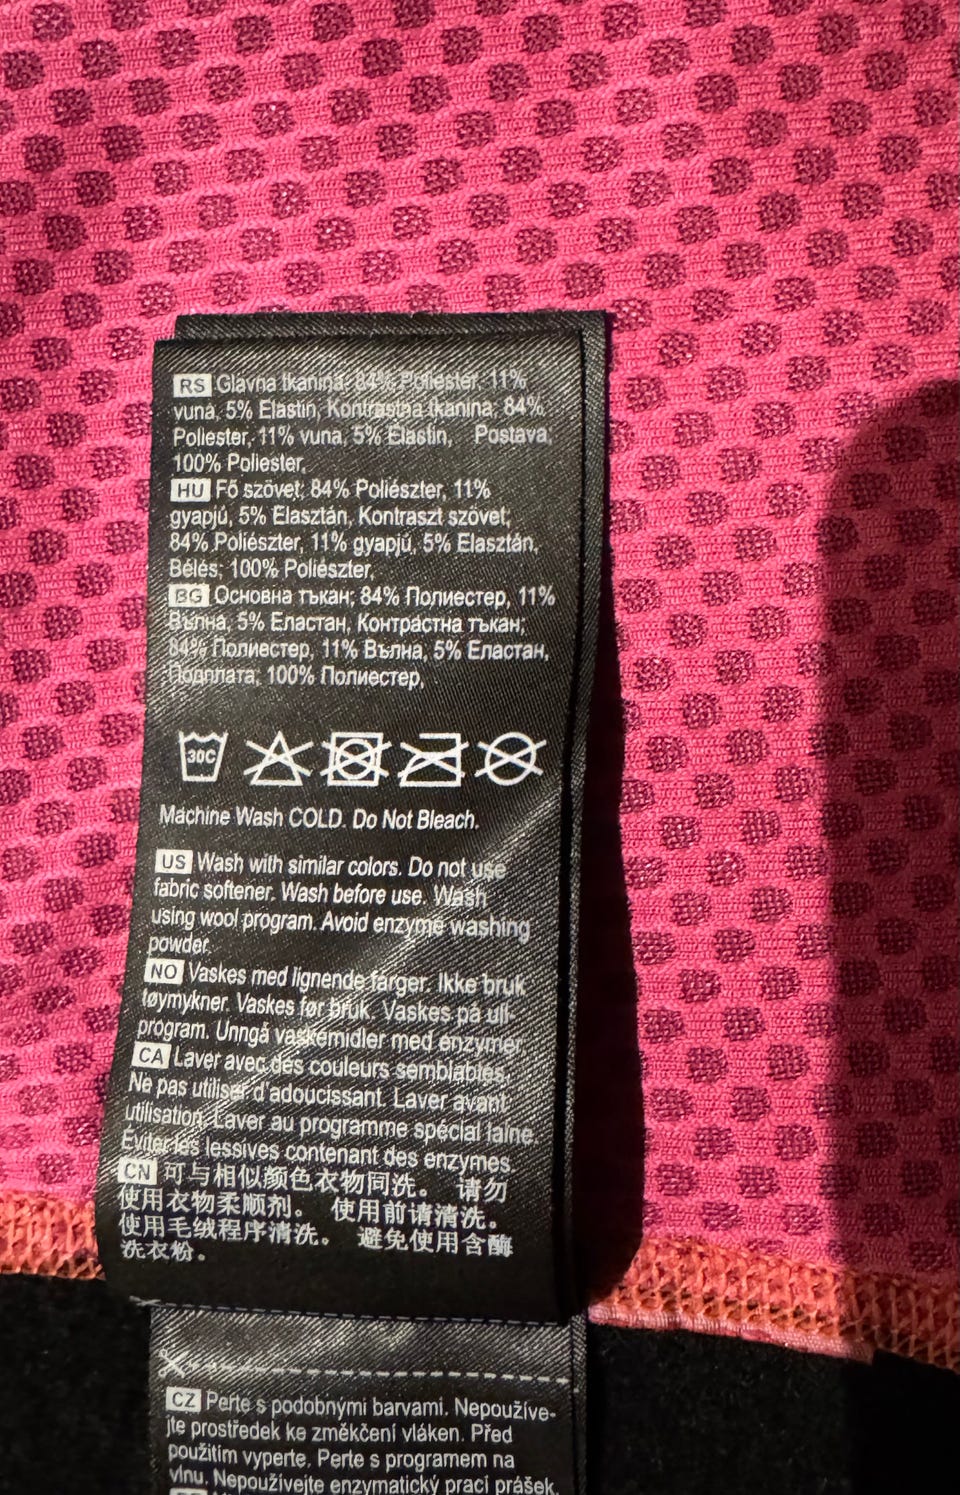 RS Glavna tkanina; 84% Poliester, 11%
vuna, 5% Elastin, Kontrastna tkanina; 84%
Poliester, 11% vuna, 5% Elastin, Postava;
100% Poliester,
HU Fő szövet; 84% Poliészter, 11%
gyapjú, 5% Elasztán, Kontraszt szövet;
84% Poliészter, 11% gyapjú, 5% Elasztán,
Bélés; 100% Poliészter,
BG Основна тъкан; 84% Полиестер, 11%
Вълна, 5% Еластан, Контрастна тъкан;
84% Полиестер, 11% Вълна, 5% Еластан,
Подплата; 100% Полиестер,
30C
Machine Wash COLD. Do Not Bleach.
US Wash with similar colors. Do not use
fabric softener. Wash before use. Wash
using wool program. Avoid enzyme washing
powder.
NO Vaskes med lignende farger. Ikke bruk
tøymykner. Vaskes før bruk. Vaskes på ull-
program. Unngå vaskemidler med enzymer.
CA Laver avec des couleurs semblables.
Ne pas utiliser d'adoucissant. Laver avant
utilisation. Laver au programme spécial laine.
Éviter les lessives contenant des enzymes.
CN 可与相似颜色衣物同洗。 请勿
使用衣物柔顺剂。 使用前请清洗。
使用毛绒程序清洗。 避免使用含酶
洗衣粉。
CZ Perte s podobnými barvami. Nepoužíve-
jte prostředek ke změkčení vláken. Před
použitím vyperte. Perte s programem na
vlnu. Nepoužívejte enzymatický prací prášek.